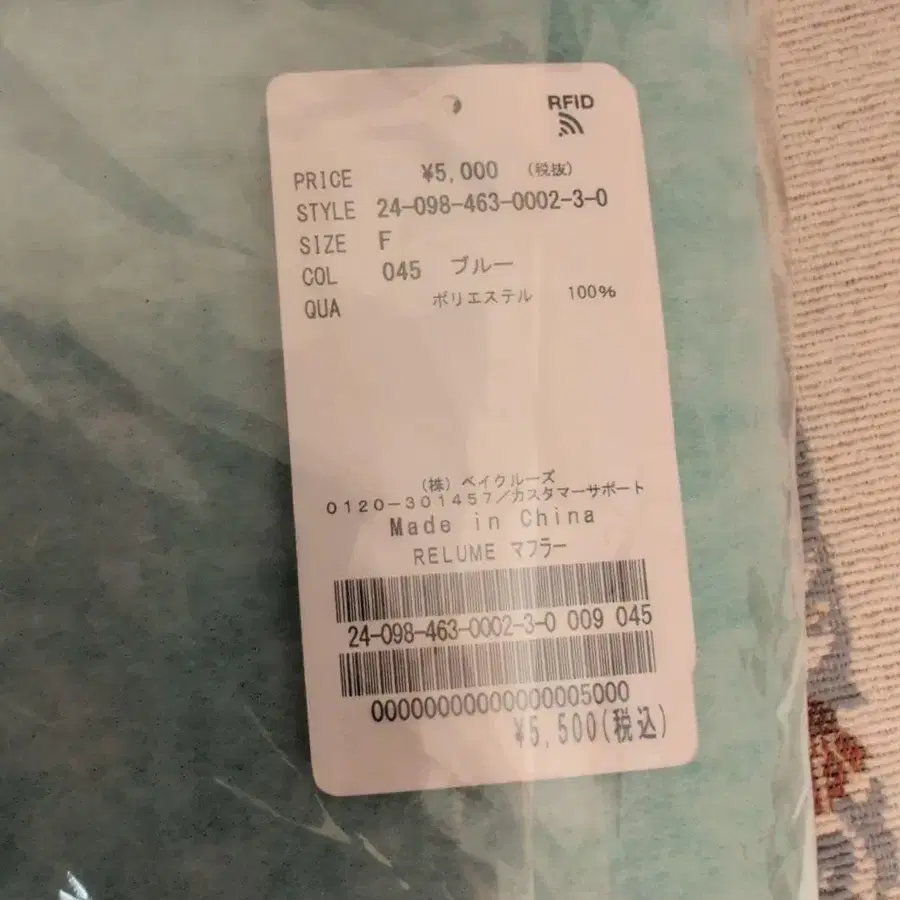 RFID
PRICE ¥5,000 (税抜)
STYLE 24-098-463-0002-3-0
SIZE F
COL 045 ブルー
QUA ポリエステル 100%
(株) ベイクルーズ
0120-301457/カスタマーサポート
Made in China
RELUME マフラー
24-098-463-0002-3-0 009 045
00000000000000005000
¥5,500(税込)